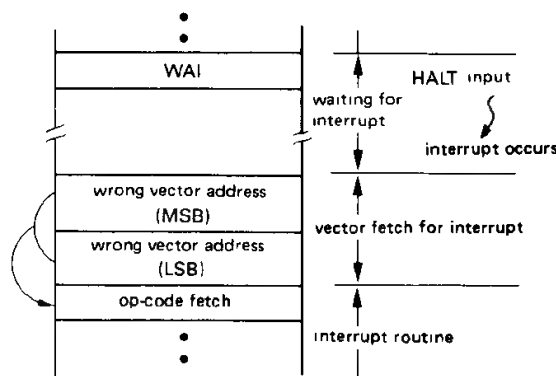 WAI
HALT input
waiting for
interrupt
interrupt occurs
wrong vector address
(MSB)
vector fetch for interrupt
wrong vector address
(LSB)
op-code fetch
interrupt routine